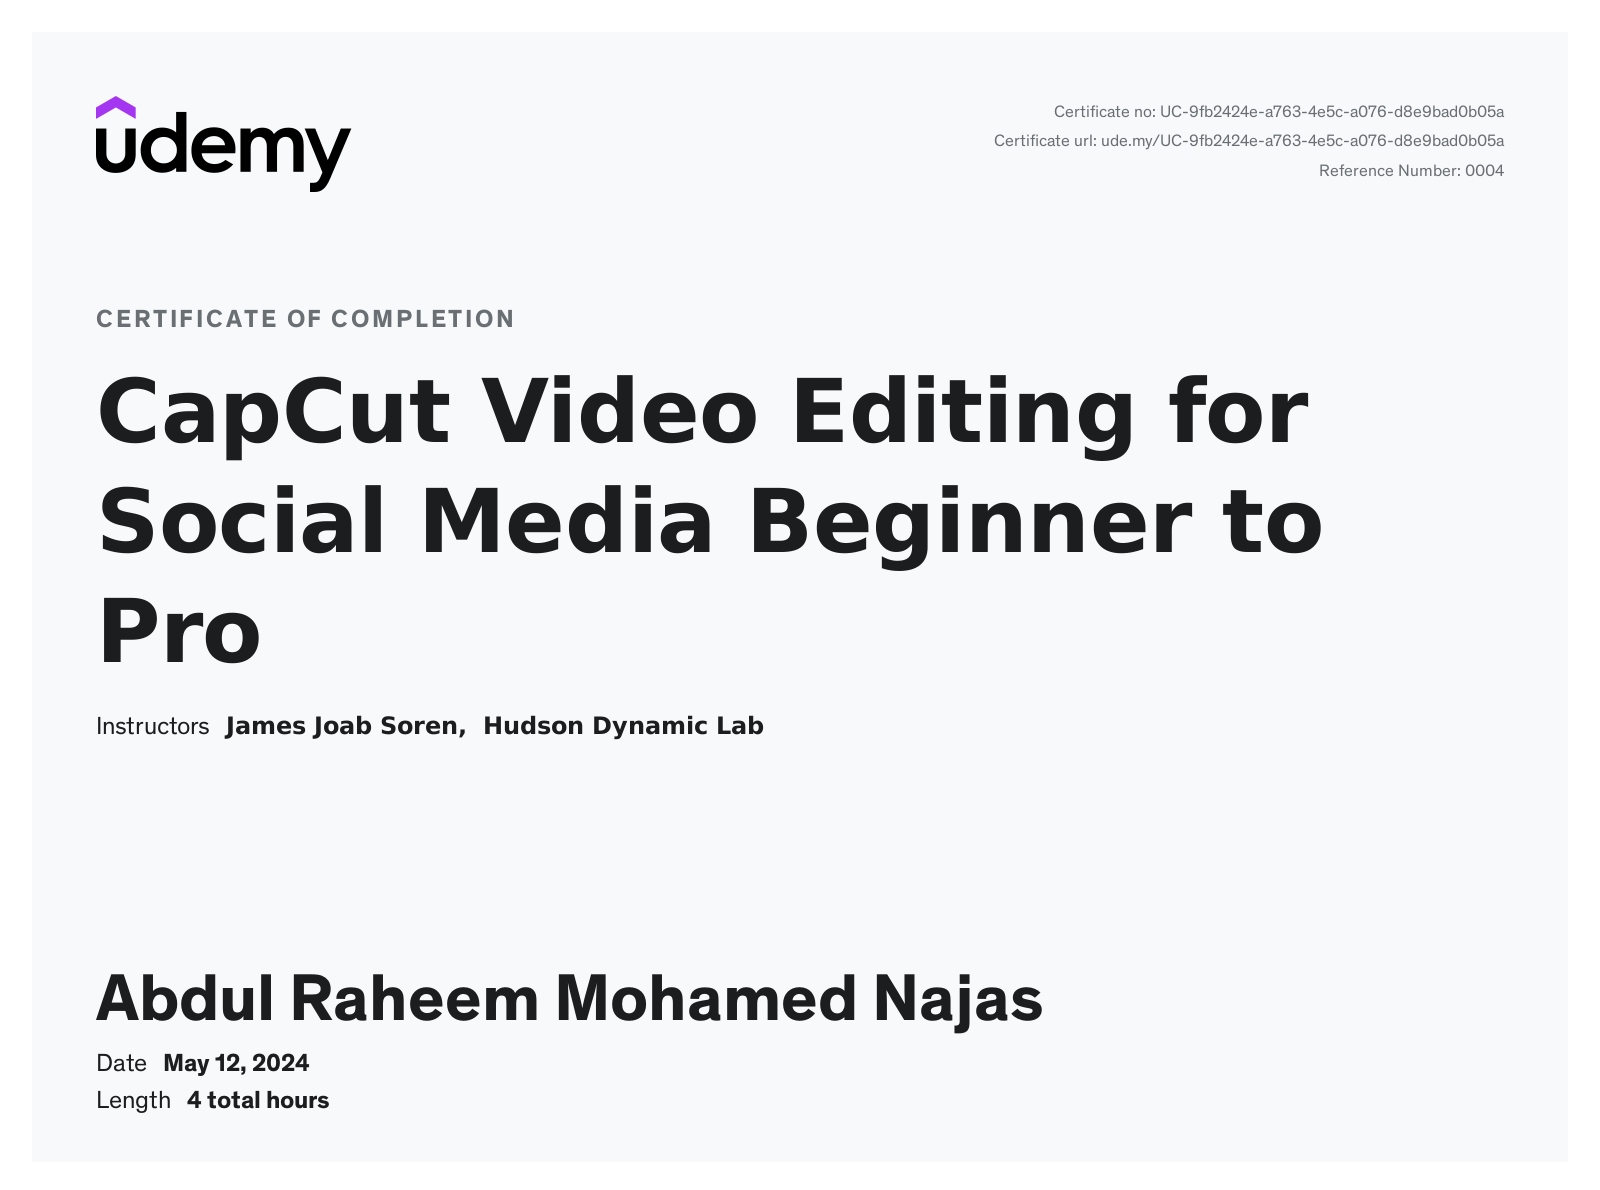 udemy
Certificate no: UC-9fb2424e-a763-4e5c-a076-d8e9bad0b05a
Certificate url: ude.my/UC-9fb2424e-a763-4e5c-a076-d8e9bad0b05a
Reference Number: 0004
CERTIFICATE OF COMPLETION
CapCut Video Editing for
Social Media Beginner to
Pro
Instructors James Joab Soren, Hudson Dynamic Lab
Abdul Raheem Mohamed Najas
Date May 12, 2024
Length 4 total hours